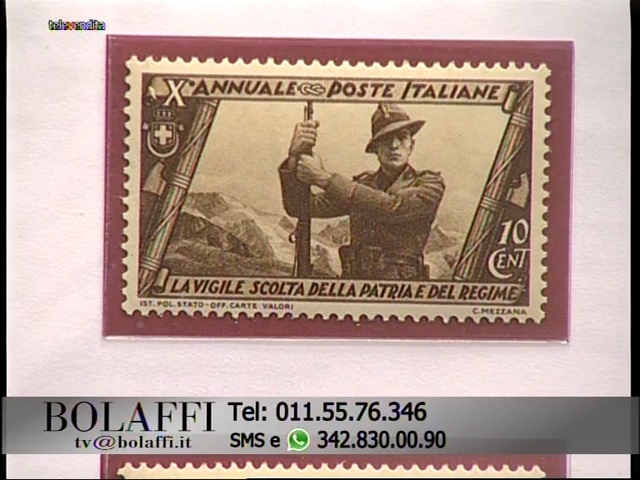 televendita
X° ANNUALE POSTE ITALIANE
10
CENT
LA VIGILE SCOLTA DELLA PATRIA E DEL REGIME
IST. POL. STATO-OFF. CARTE VALORI
C. MEZZANA
BOLAFFI
tv@bolaffi.it
Tel: 011.55.76.346
SMS e 342.830.00.90